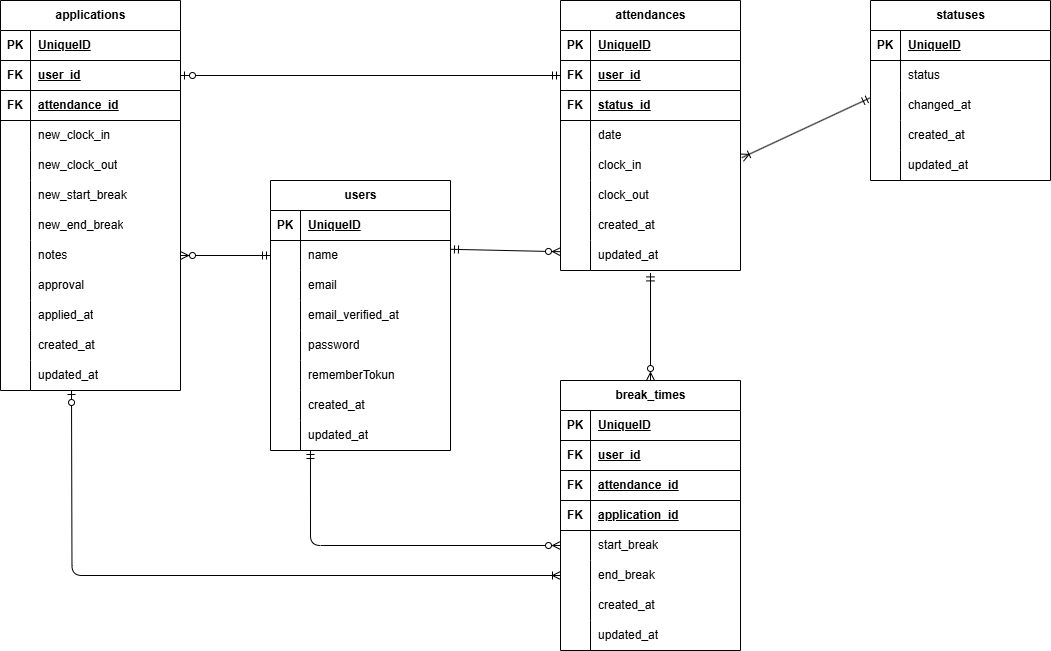 applications
PK UniqueID
FK user_id
FK attendance_id
new_clock_in
new_clock_out
new_start_break
new_end_break
notes
approval
applied_at
created_at
updated_at
users
PK UniqueID
name
email
email_verified_at
password
rememberTokun
created_at
updated_at
attendances
PK UniqueID
FK user_id
FK status_id
date
clock_in
clock_out
created_at
updated_at
statuses
PK UniqueID
status
changed_at
created_at
updated_at
break_times
PK UniqueID
FK user_id
FK attendance_id
FK application_id
start_break
end_break
created_at
updated_at